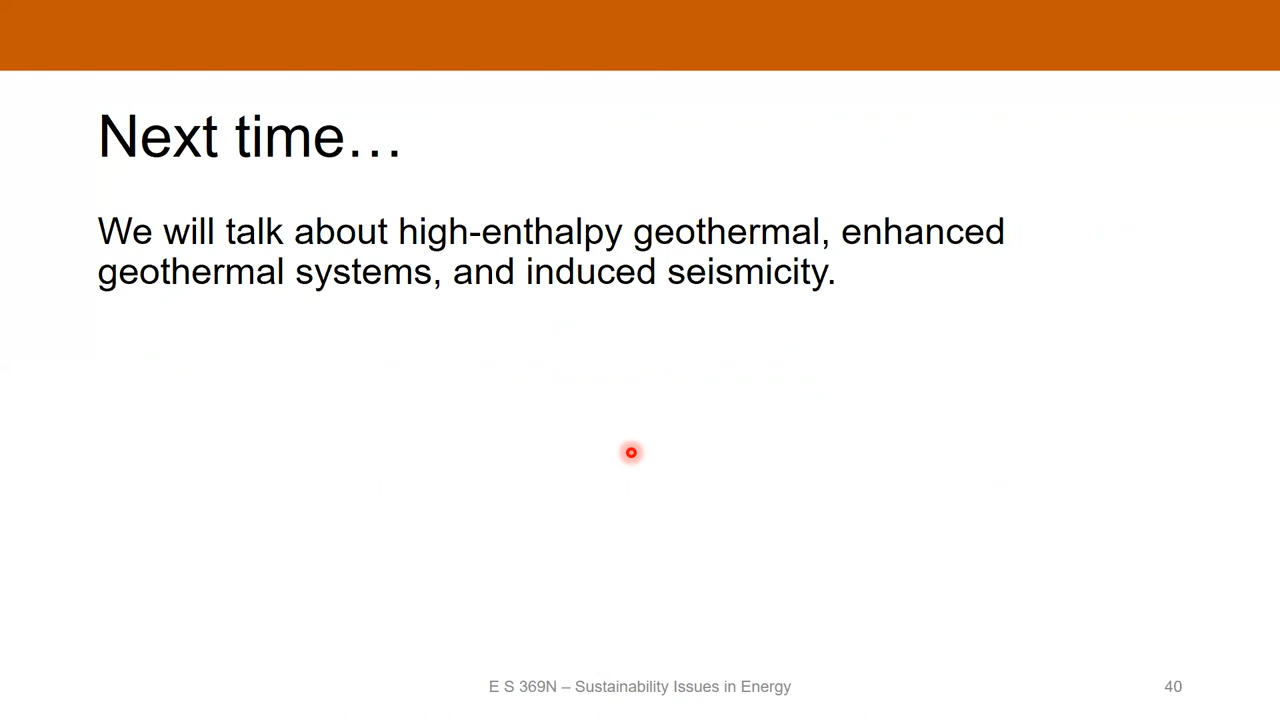 Next time…
We will talk about high-enthalpy geothermal, enhanced
geothermal systems, and induced seismicity.
E S 369N – Sustainability Issues in Energy
40